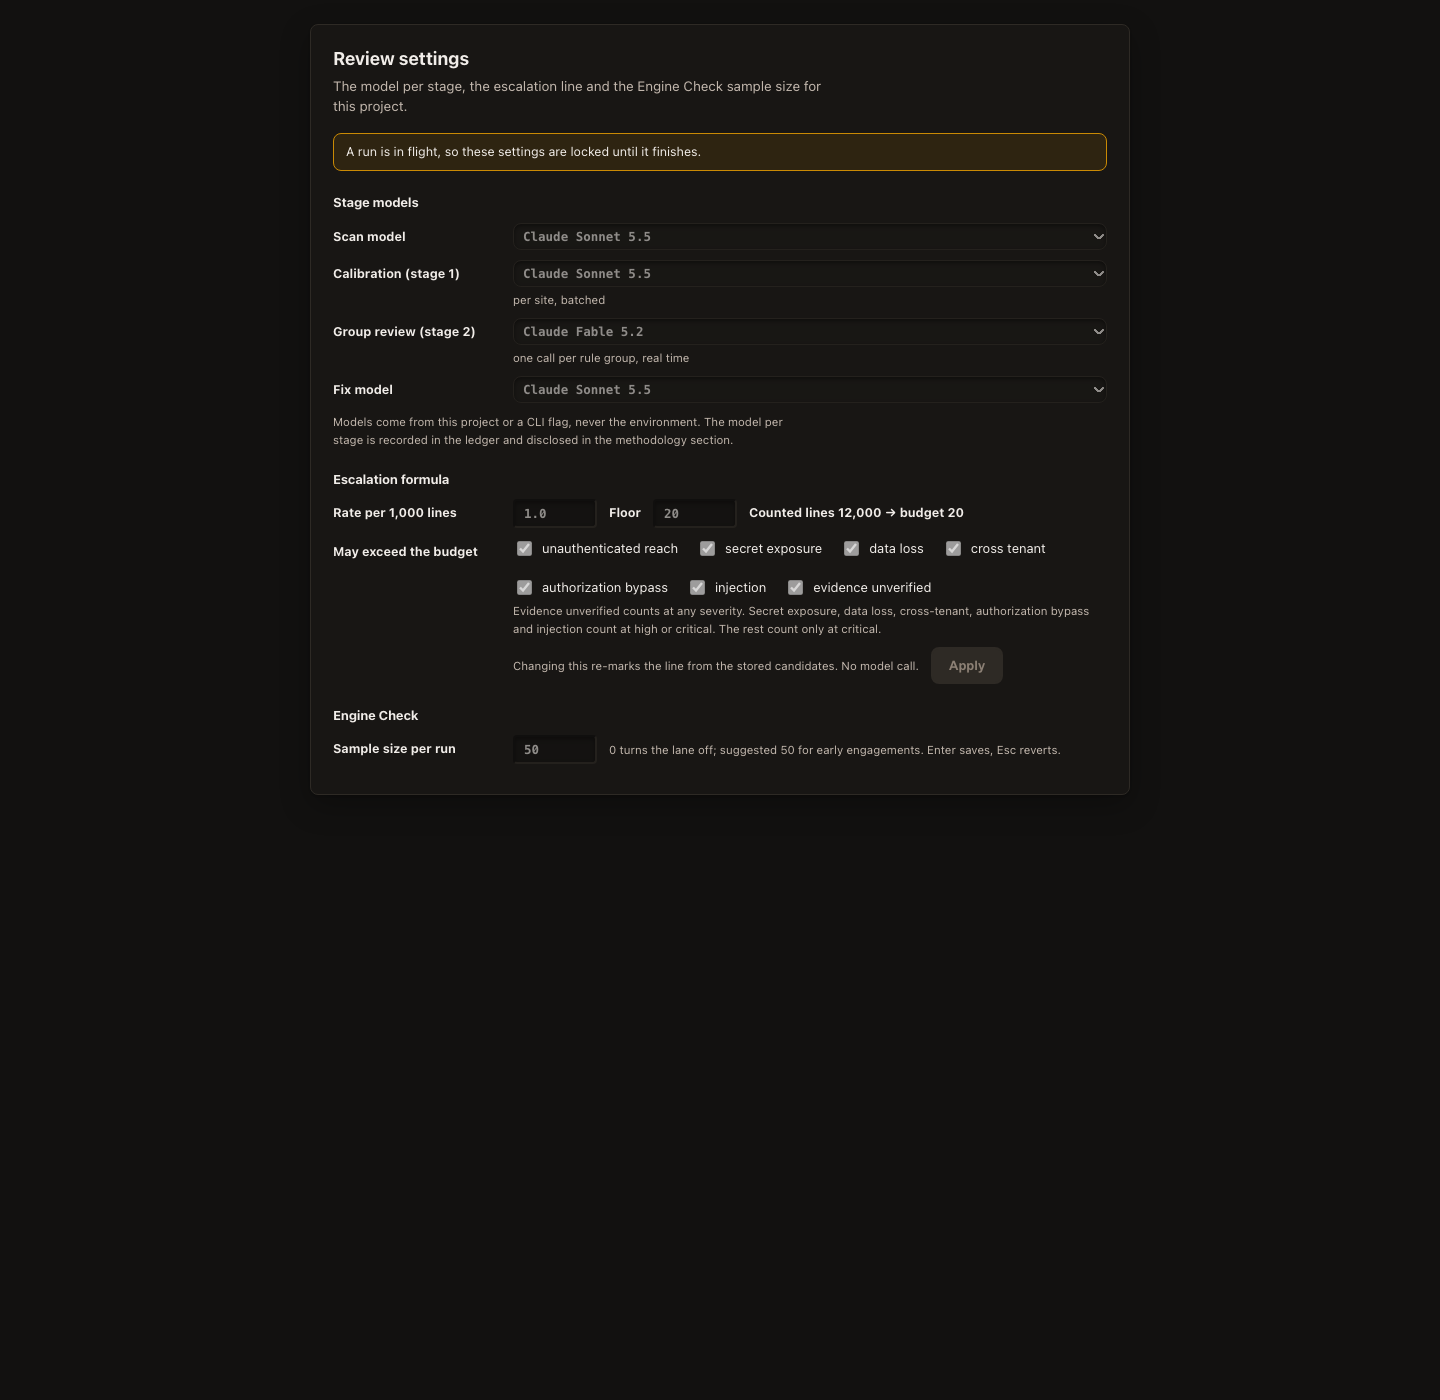 Review settings
The model per stage, the escalation line and the Engine Check sample size for
this project.
A run is in flight, so these settings are locked until it finishes.
Stage models
Scan model
Claude Sonnet 5.5
Calibration (stage 1)
Claude Sonnet 5.5
per site, batched
Group review (stage 2)
Claude Fable 5.2
one call per rule group, real time
Fix model
Claude Sonnet 5.5
Models come from this project or a CLI flag, never the environment. The model per
stage is recorded in the ledger and disclosed in the methodology section.
Escalation formula
Rate per 1,000 lines 1.0 Floor 20 Counted lines 12,000 → budget 20
May exceed the budget unauthenticated reach secret exposure data loss cross tenant
authorization bypass injection evidence unverified
Evidence unverified counts at any severity. Secret exposure, data loss, cross-tenant, authorization bypass
and injection count at high or critical. The rest count only at critical.
Changing this re-marks the line from the stored candidates. No model call. Apply
Engine Check
Sample size per run 50 0 turns the lane off; suggested 50 for early engagements. Enter saves, Esc reverts.